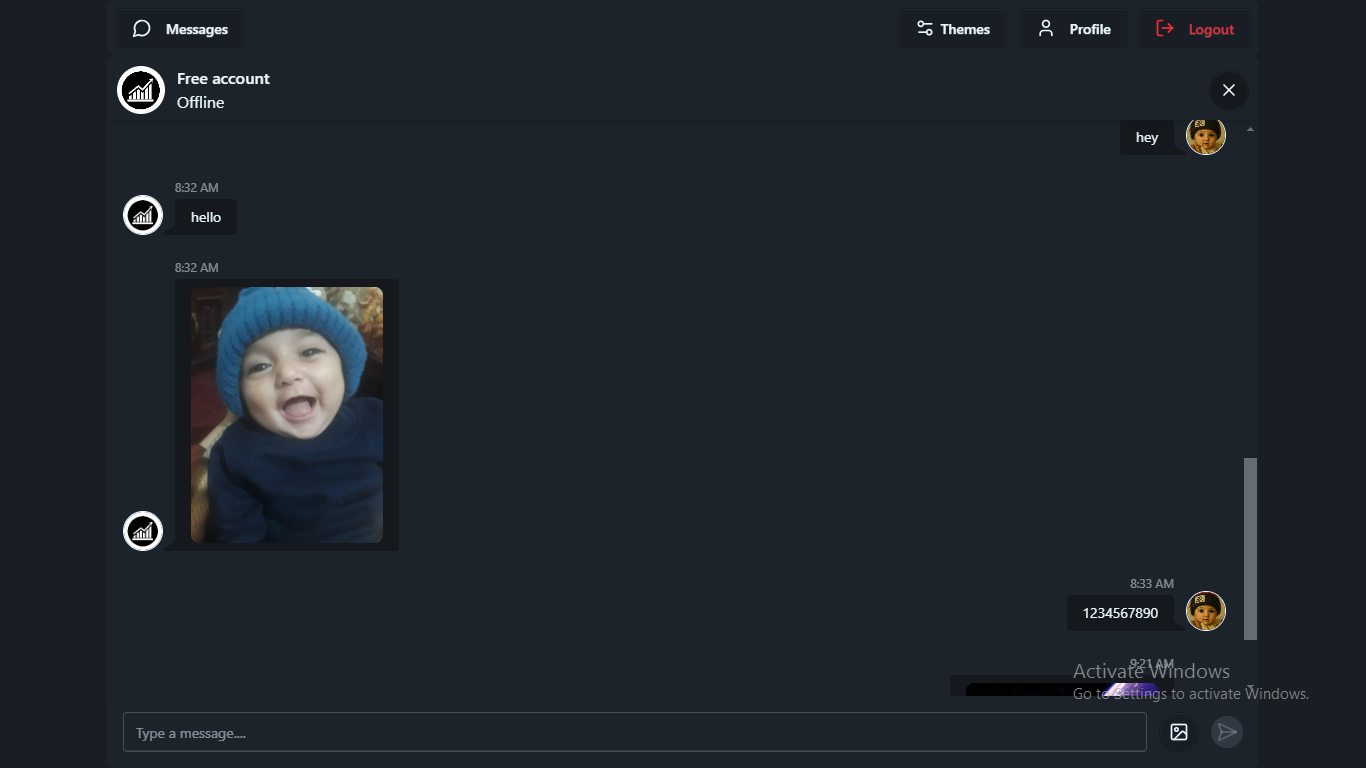 Messages
Themes
Profile
Logout
Free account
Offline
hey
8:32 AM
hello
8:32 AM
8:33 AM
1234567890
9:21 AM
Activate Windows
Go to Settings to activate Windows.
Type a message....